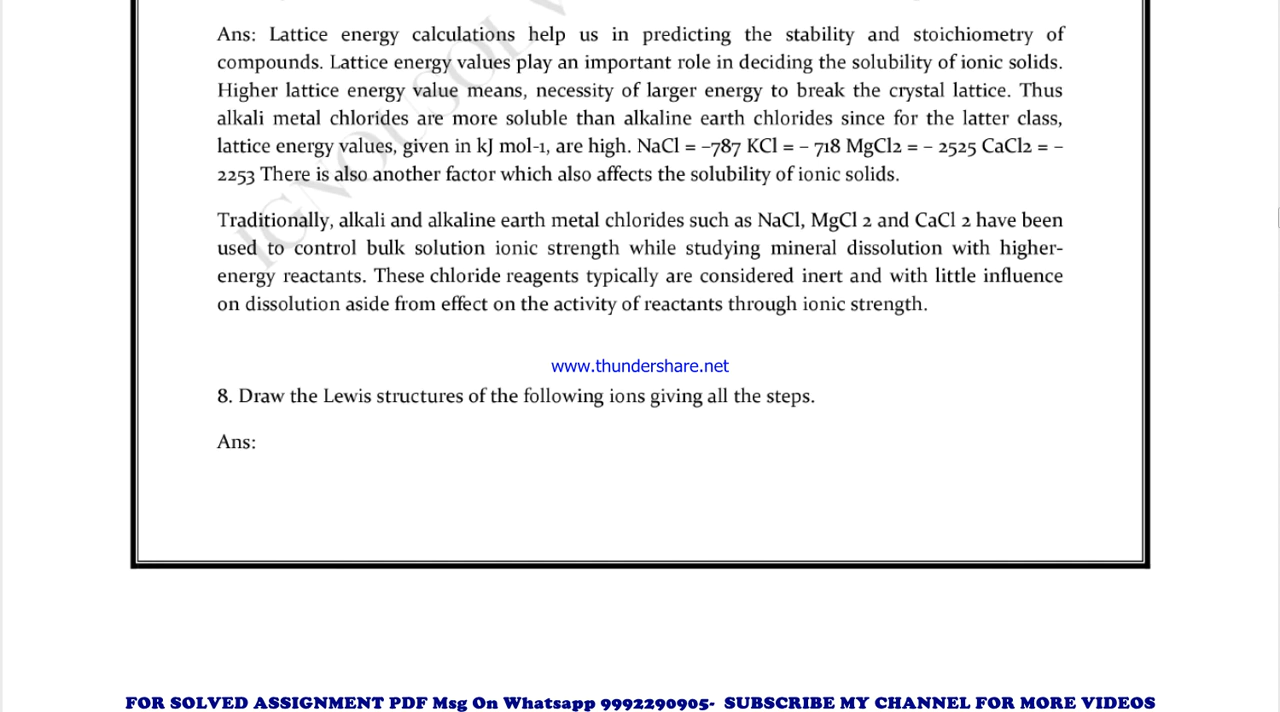 Ans: Lattice energy calculations help us in predicting the stability and stoichiometry of
compounds. Lattice energy values play an important role in deciding the solubility of ionic solids.
Higher lattice energy value means, necessity of larger energy to break the crystal lattice. Thus
alkali metal chlorides are more soluble than alkaline earth chlorides since for the latter class,
lattice energy values, given in kJ mol-1, are high. NaCl = −787 KCl = − 718 MgCl2 = − 2525 CaCl2 = −
2253 There is also another factor which also affects the solubility of ionic solids.
Traditionally, alkali and alkaline earth metal chlorides such as NaCl, MgCl 2 and CaCl 2 have been
used to control bulk solution ionic strength while studying mineral dissolution with higher-
energy reactants. These chloride reagents typically are considered inert and with little influence
on dissolution aside from effect on the activity of reactants through ionic strength.
www.thundershare.net
8. Draw the Lewis structures of the following ions giving all the steps.
Ans:
FOR SOLVED ASSIGNMENT PDF Msg On Whatsapp 9992290905- SUBSCRIBE MY CHANNEL FOR MORE VIDEOS